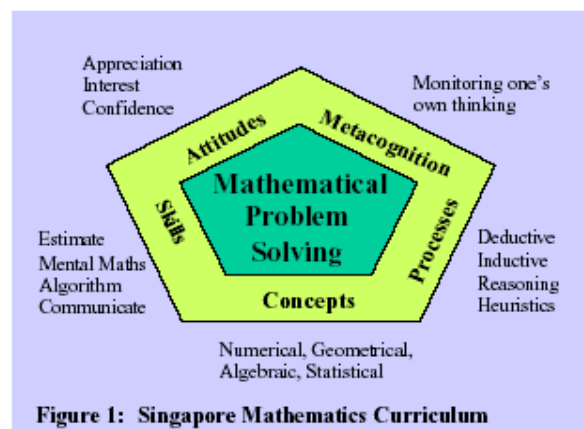 Appreciation
Interest
Confidence
Monitoring one's
own thinking
Attitudes
Metacognition
Mathematical
Problem
Solving
Skills
Processes
Concepts
Estimate
Mental Maths
Algorithm
Communicate
Deductive
Inductive
Reasoning
Heuristics
Numerical, Geometrical,
Algebraic, Statistical
Figure 1: Singapore Mathematics Curriculum